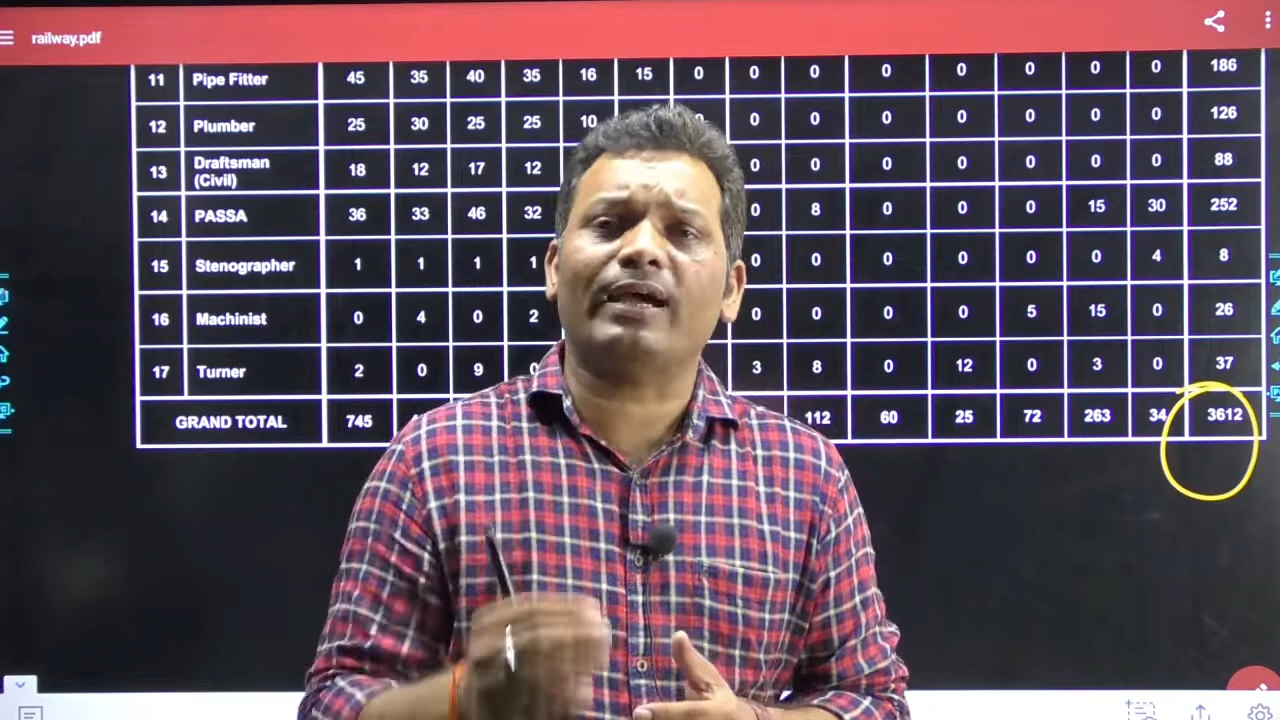 railway.pdf
11 Pipe Fitter 45 35 40 35 16 15 0 0 0 0 0 0 0 0 186
12 Plumber 25 30 25 25 10 0 0 0 0 0 0 0 126
13 Draftsman (Civil) 18 12 17 12 0 0 0 0 0 0 0 88
14 PASSA 36 33 46 32 0 8 0 0 0 15 30 252
15 Stenographer 1 1 1 1 0 0 0 0 0 0 4 8
16 Machinist 0 4 0 2 0 0 0 0 5 15 0 26
17 Turner 2 0 9 3 8 0 12 0 3 0 37
GRAND TOTAL 745 112 60 25 72 263 34 3612